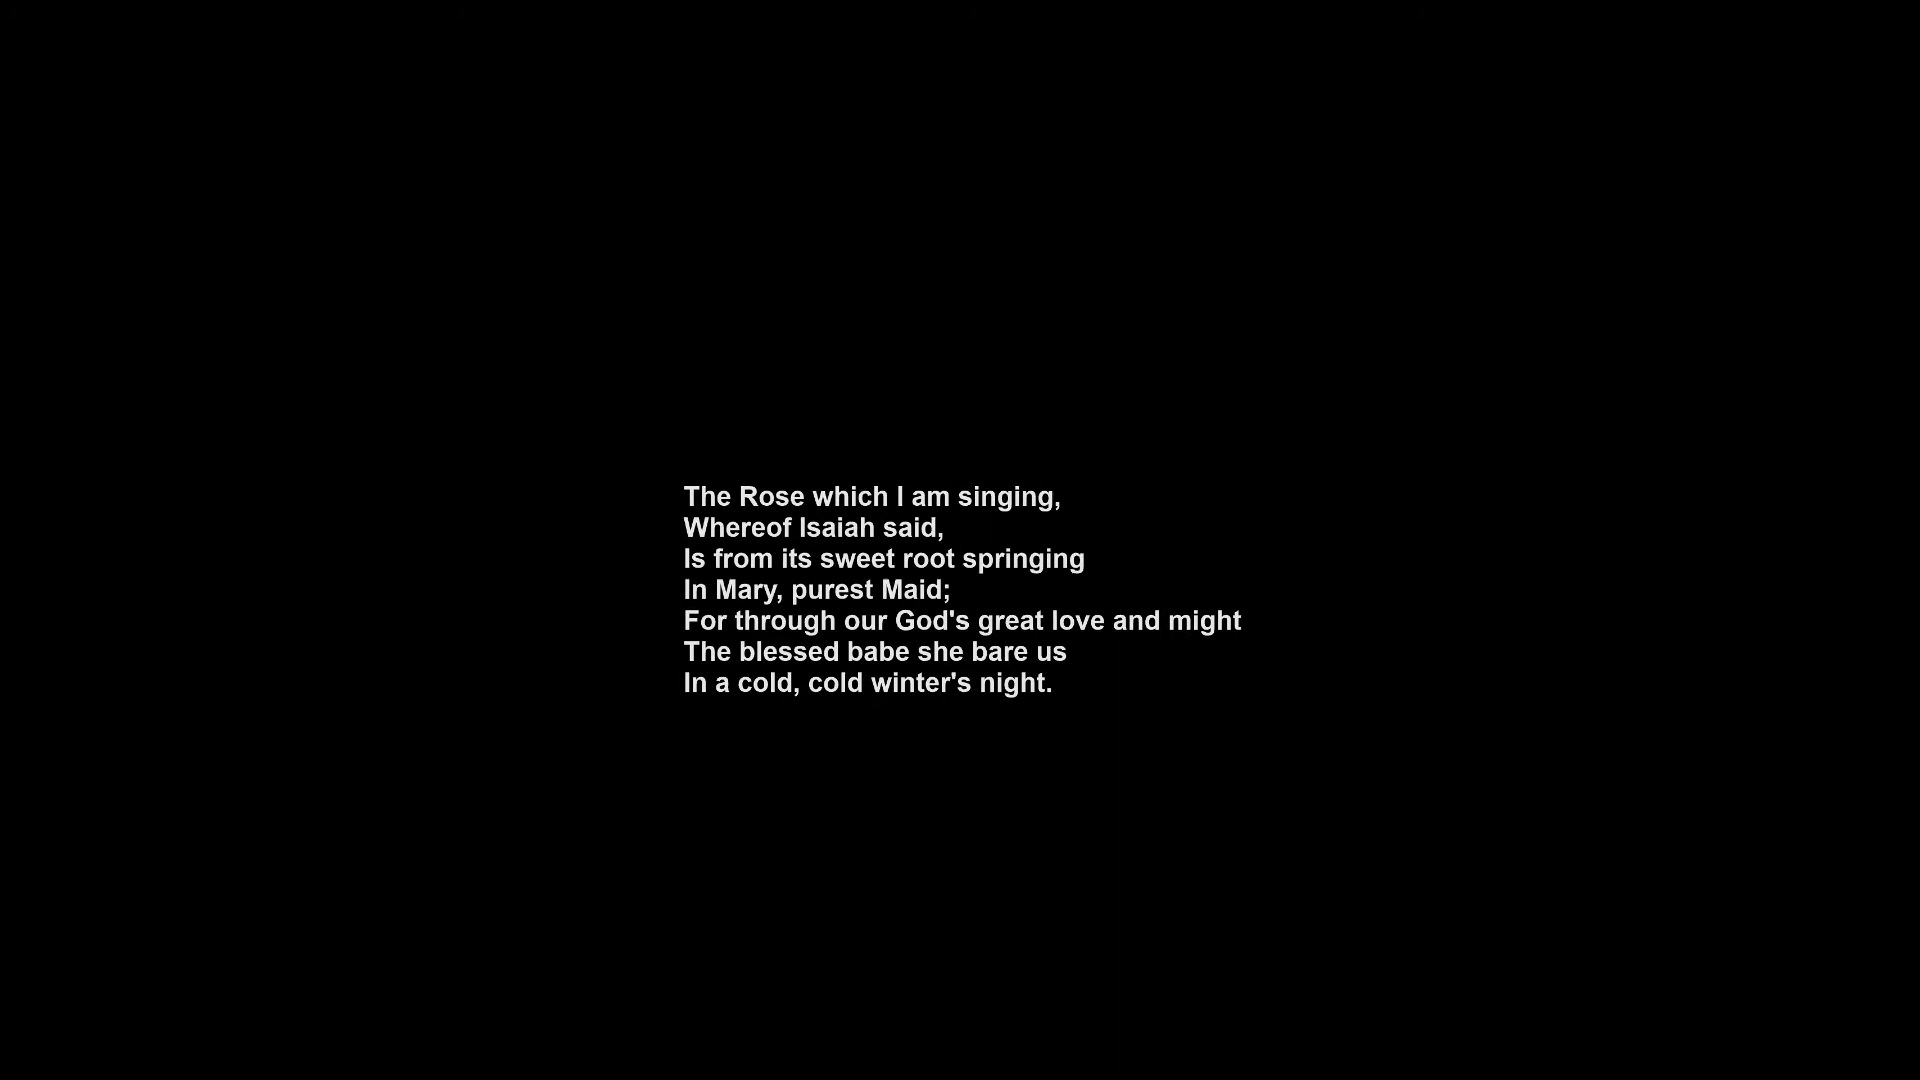 The Rose which I am singing,
Whereof Isaiah said,
Is from its sweet root springing
In Mary, purest Maid;
For through our God's great love and might
The blessed babe she bare us
In a cold, cold winter's night.